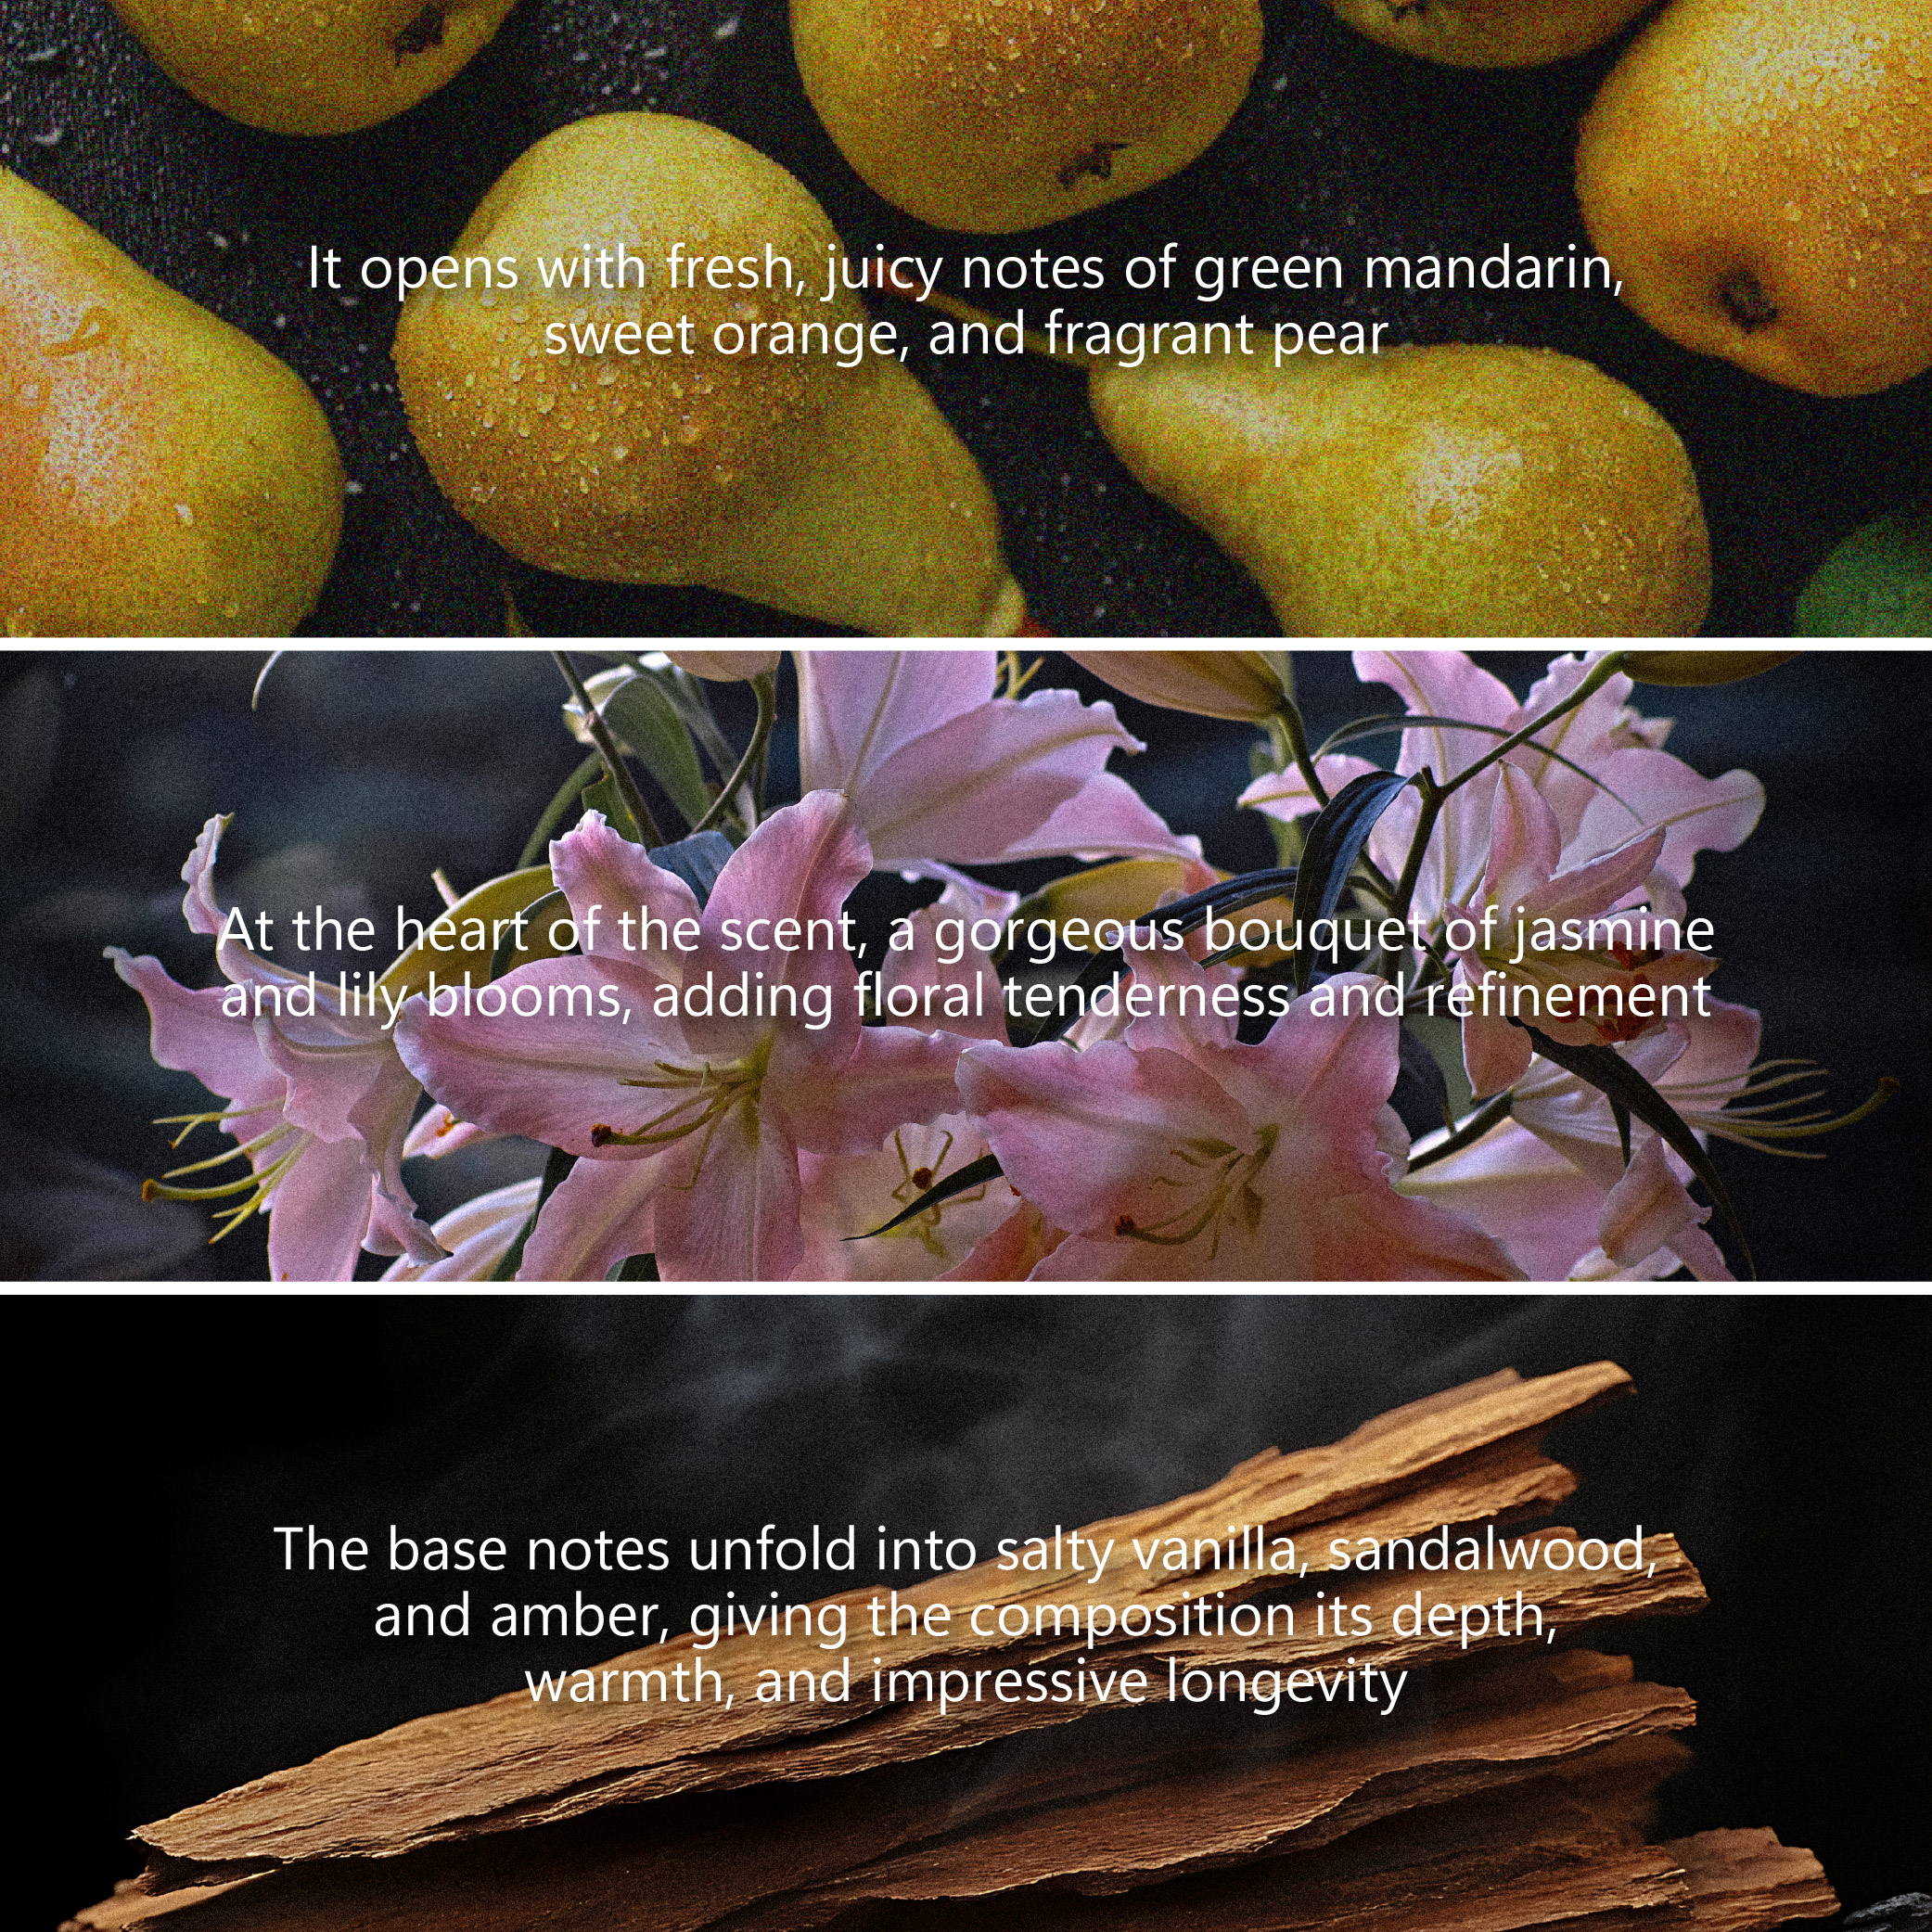 It opens with fresh, juicy notes of green mandarin,
sweet orange, and fragrant pear
At the heart of the scent, a gorgeous bouquet of jasmine
and lily blooms, adding floral tenderness and refinement
The base notes unfold into salty vanilla, sandalwood,
and amber, giving the composition its depth,
warmth, and impressive longevity